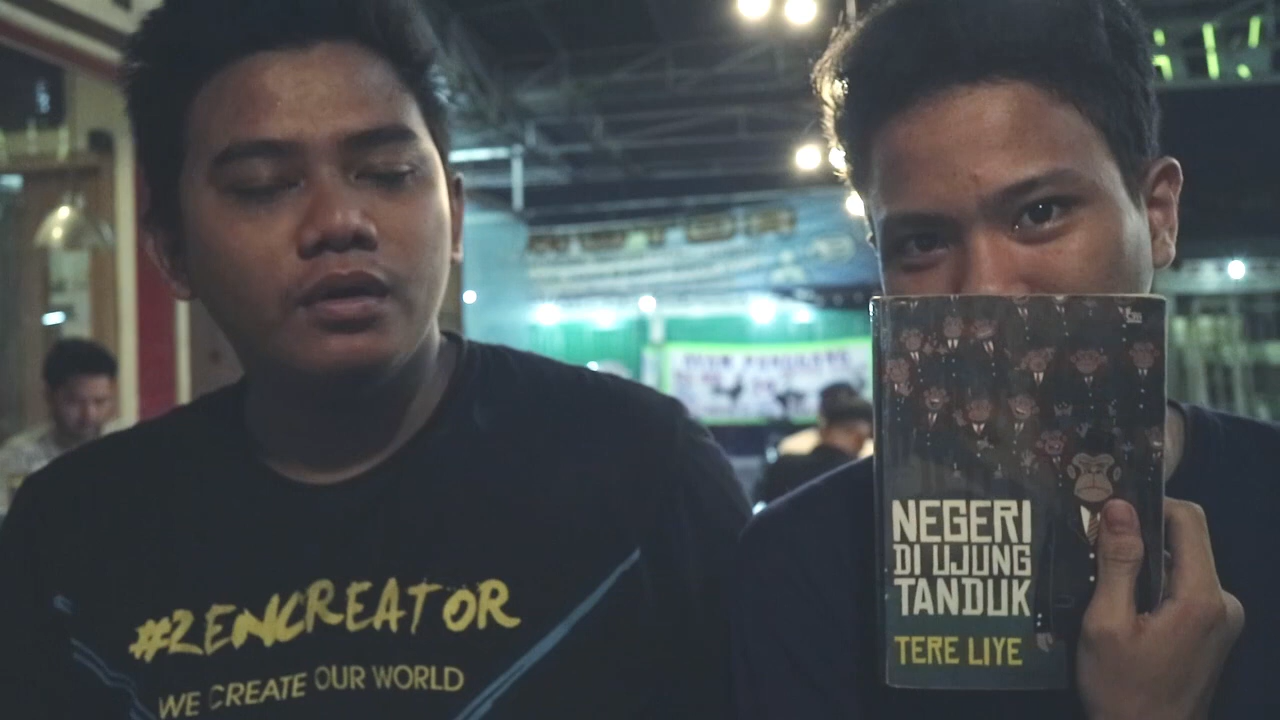 #ZENCREATOR
WE CREATE OUR WORLD
NEGERI
DI UJUNG
TANDUK
TERE LIYE